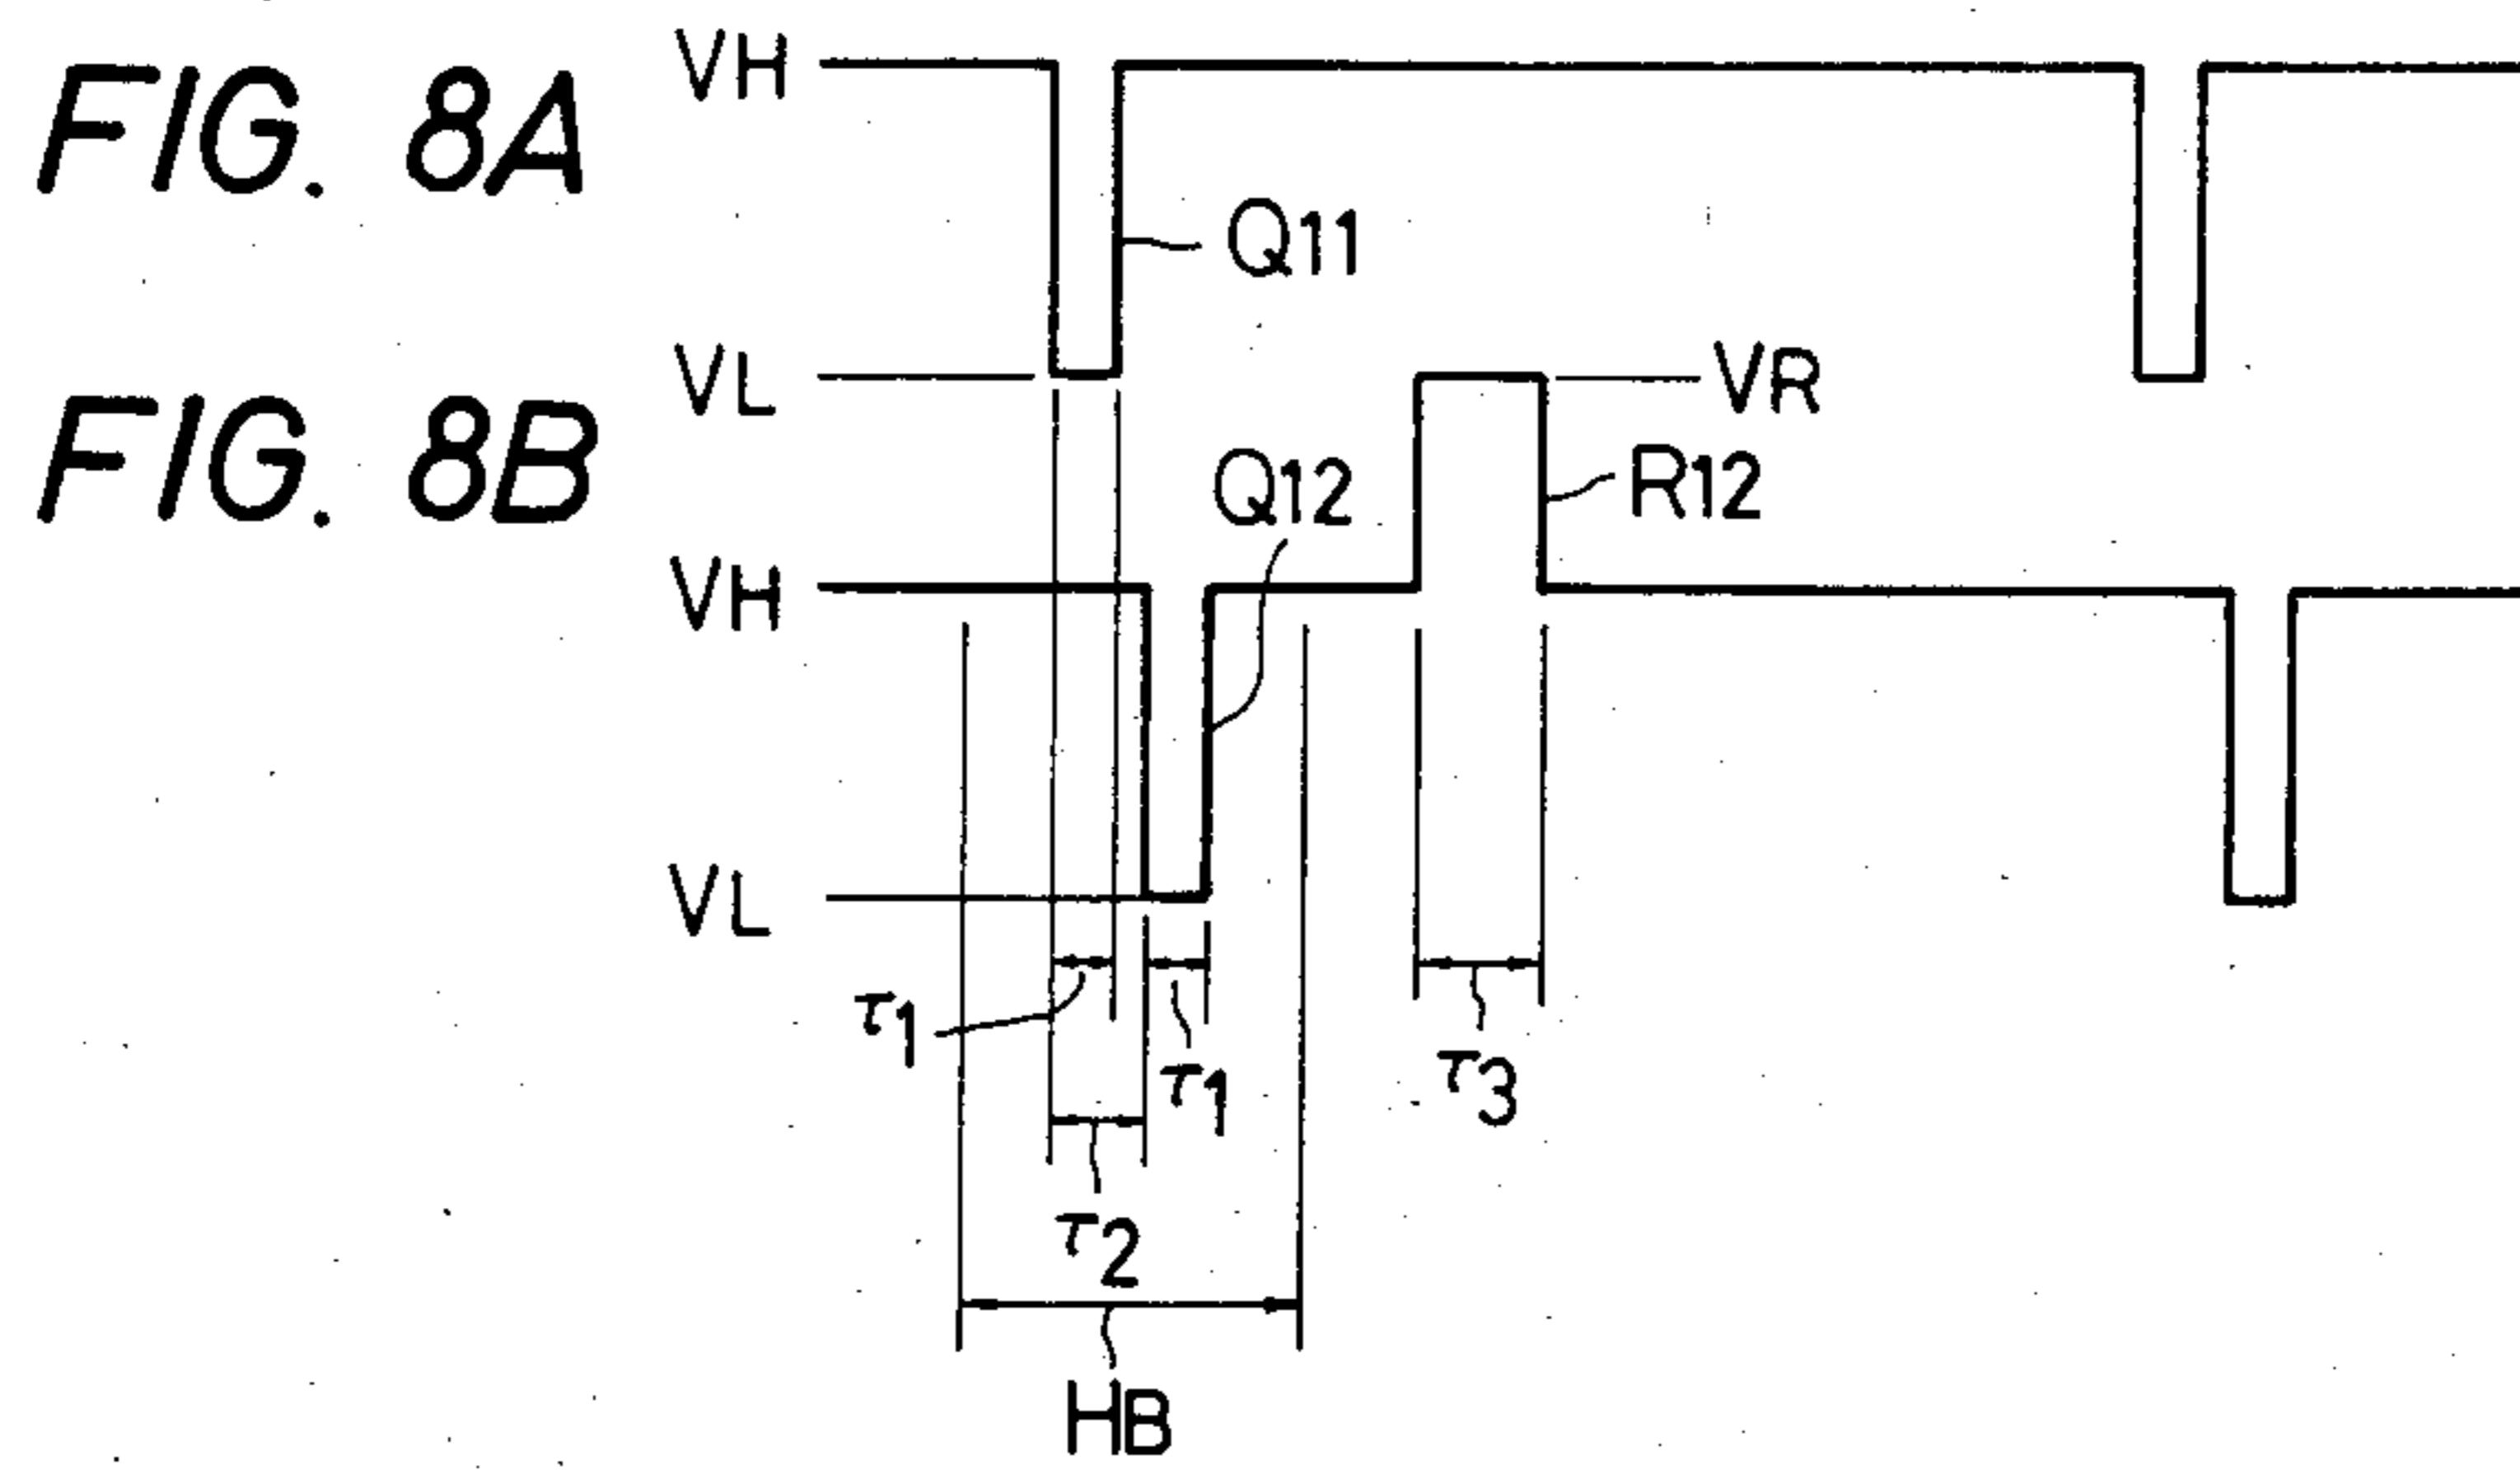 FIG. 8A
VH
Q11
VL
VR
FIG. 8B
Q12
R12
VH
VL
τ1
τ1
τ3
τ2
HB